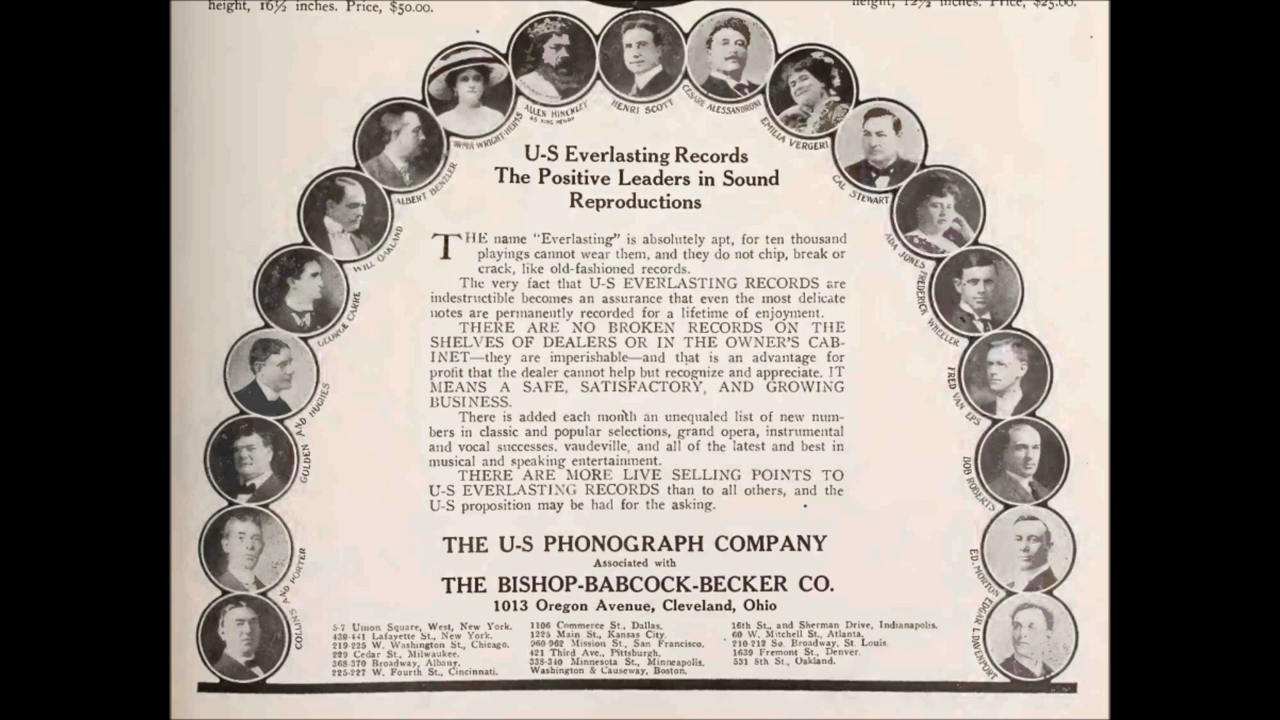 height, 16½ inches. Price, $50.00.
height, 12½ inches. Price, $25.00.
COLLINS AND PORTER
GOLDEN AND HUGHES
GEORGE CARRE
WILL OAKLAND
ALBERT BENZLER
WRIGHT-HEMS
ALLEN HINCKLEY
AS KING HENRY
HENRI SCOTT
CESARE ALESSANDRONI
EMILIA VERGERI
CAL STEWART
ADA JONES
FREDERICK WHEELER
FRED VAN EPS
BOB ROBERTS
ED. MORTON
EDGAR L. DAVENPORT
U-S Everlasting Records
The Positive Leaders in Sound
Reproductions
THE name "Everlasting" is absolutely apt, for ten thousand
playings cannot wear them, and they do not chip, break or
crack, like old-fashioned records.
The very fact that U-S EVERLASTING RECORDS are
indestructible becomes an assurance that even the most delicate
notes are permanently recorded for a lifetime of enjoyment.
THERE ARE NO BROKEN RECORDS ON THE
SHELVES OF DEALERS OR IN THE OWNER'S CAB-
INET—they are imperishable—and that is an advantage for
profit that the dealer cannot help but recognize and appreciate. IT
MEANS A SAFE, SATISFACTORY, AND GROWING
BUSINESS.
There is added each month an unequaled list of new num-
bers in classic and popular selections, grand opera, instrumental
and vocal successes, vaudeville, and all of the latest and best in
musical and speaking entertainment.
THERE ARE MORE LIVE SELLING POINTS TO
U-S EVERLASTING RECORDS than to all others, and the
U-S proposition may be had for the asking.
THE U-S PHONOGRAPH COMPANY
Associated with
THE BISHOP-BABCOCK-BECKER CO.
1013 Oregon Avenue, Cleveland, Ohio
5-7 Union Square, West, New York.
439-441 Lafayette St., New York.
219-225 W. Washington St., Chicago.
229 Cedar St., Milwaukee.
368-370 Broadway, Albany.
225-227 W. Fourth St., Cincinnati.
1106 Commerce St., Dallas.
1225 Main St., Kansas City.
960-962 Mission St., San Francisco.
421 Third Ave., Pittsburgh.
338-340 Minnesota St., Minneapolis.
Washington & Causeway, Boston.
16th St., and Sherman Drive, Indianapolis.
60 W. Mitchell St., Atlanta.
210-212 So. Broadway, St. Louis.
1639 Fremont St., Denver.
531 8th St., Oakland.